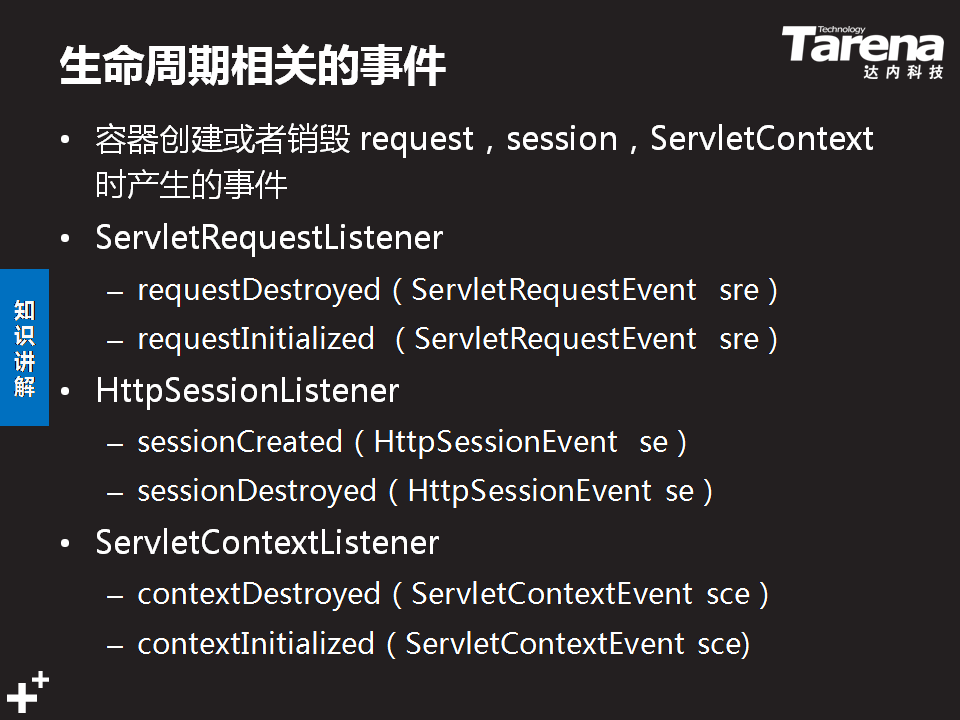 生命周期相关的事件
Technology
Tarena
达内科技
• 容器创建或者销毁 request，session，ServletContext
时产生的事件
• ServletRequestListener
– requestDestroyed（ServletRequestEvent sre）
– requestInitialized （ServletRequestEvent sre）
知识讲解
• HttpSessionListener
– sessionCreated（HttpSessionEvent se）
– sessionDestroyed（HttpSessionEvent se）
• ServletContextListener
– contextDestroyed（ServletContextEvent sce）
– contextInitialized（ServletContextEvent sce)